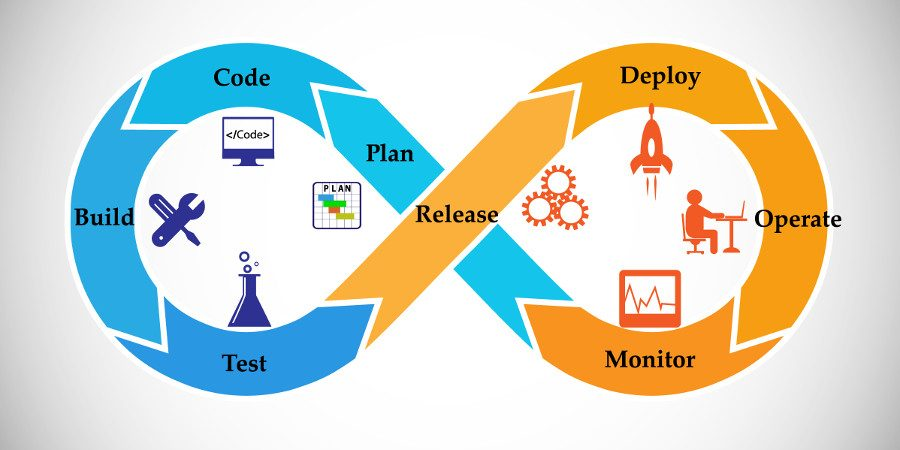 Code
Deploy
</Code>
Plan
PLAN
Build
Release
Operate
Test
Monitor